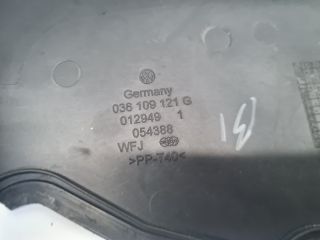 Germany
036 109 121 G
012949 1
054388
WFJ
>PP-T40<